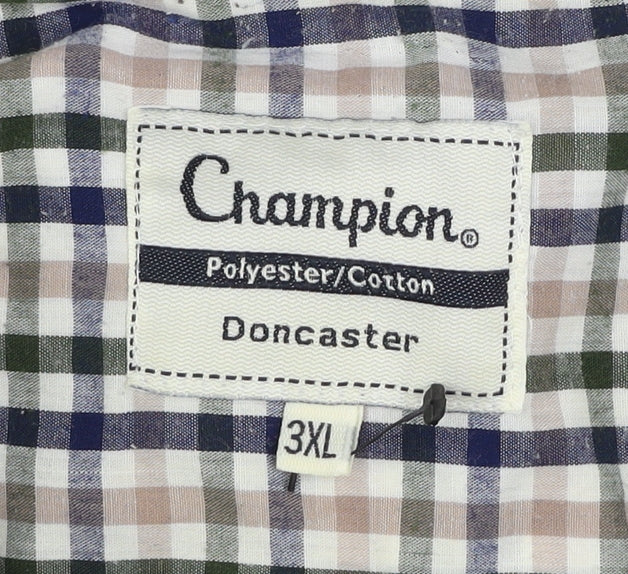 Champion®
Polyester/Cotton
Doncaster
3XL